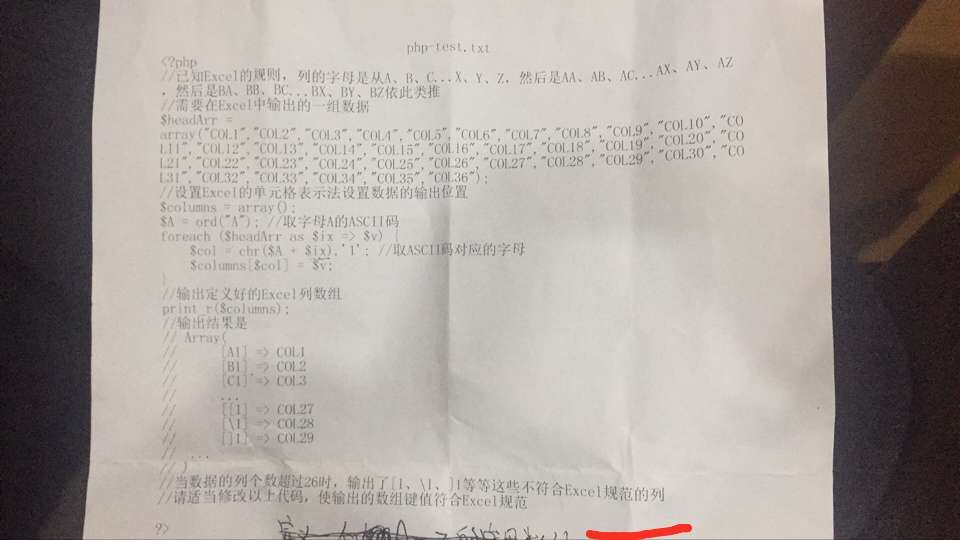 php-test.txt
<?php
//已知Excel的规则，列的字母是从A、B、C...X、Y、Z，然后是AA、AB、AC...AX、AY、AZ
，然后是BA、BB、BC...BX、BY、BZ依此类推
//需要在Excel中输出的一组数据
$headArr =
array("COL1","COL2","COL3","COL4","COL5","COL6","COL7","COL8","COL9","COL10","CO
L11","COL12","COL13","COL14","COL15","COL16","COL17","COL18","COL19","COL20","CO
L21","COL22","COL23","COL24","COL25","COL26","COL27","COL28","COL29","COL30","CO
L31","COL32","COL33","COL34","COL35","COL36");
//设置Excel的单元格表示法设置数据的输出位置
$columns = array();
$A = ord("A"); //取字母A的ASCII码
foreach ($headArr as $ix => $v) {
$col = chr($A + $ix).'1'; //取ASCII码对应的字母
$columns[$col] = $v;
}
//输出定义好的Excel列数组
print_r($columns);
//输出结果是
// Array(
// [A1] => COL1
// [B1] => COL2
// [C1] => COL3
// ...
// [[1] => COL27
// [\1] => COL28
// []1] => COL29
// ...
// )
//当数据的列个数超过26时，输出了[1、\1、]1等等这些不符合Excel规范的列
//请适当修改以上代码，使输出的数组键值符合Excel规范
?>